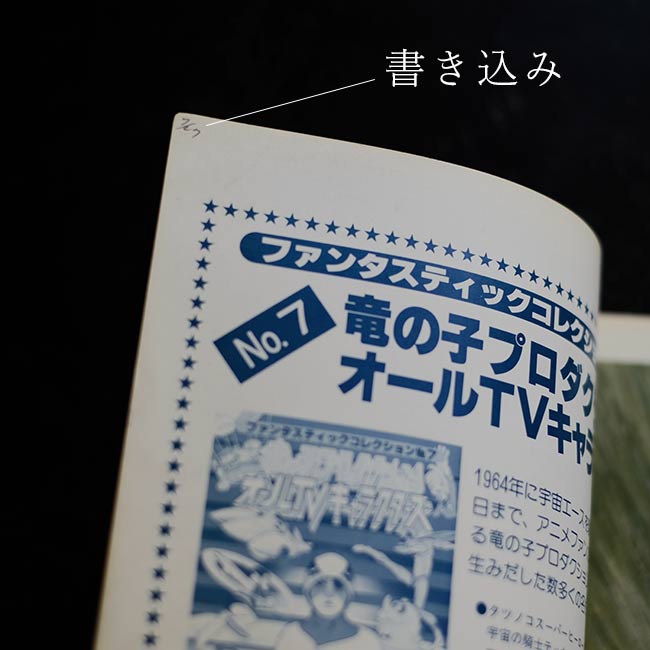 書き込み
ファンタスティックコレクシ
No.7
竜の子プロダク
オールTVキャラ
ファンタスティックコレクションNo.7
オールTVキャラクターズ
1964年に宇宙エース
日まで、アニメファン
る竜の子プロダクショ
生みだした数多くの
●タツノコスーパーヒーロー
宇宙の騎士テッ